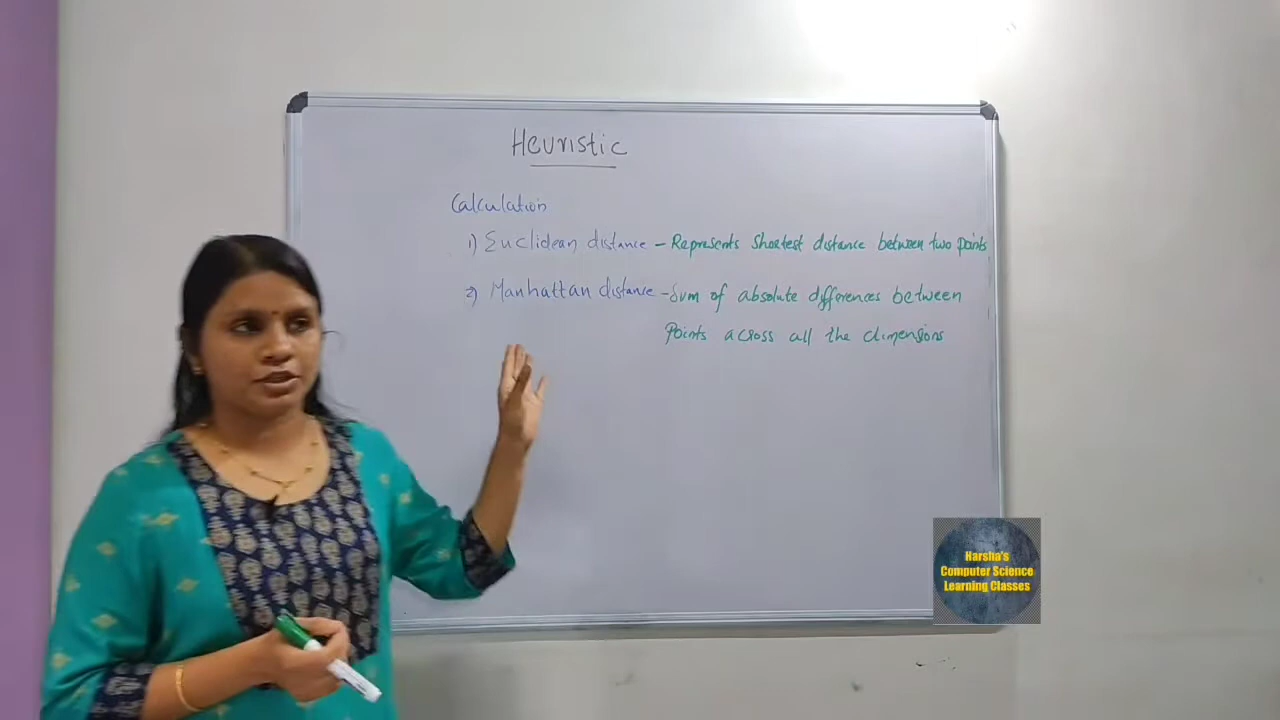 Heuristic
Calculation
1) Euclidean distance - Represents Shortest distance between two points
2) Manhattan distance - Sum of absolute differences between
Points across all the dimensions
Harsha's
Computer Science
Learning Classes